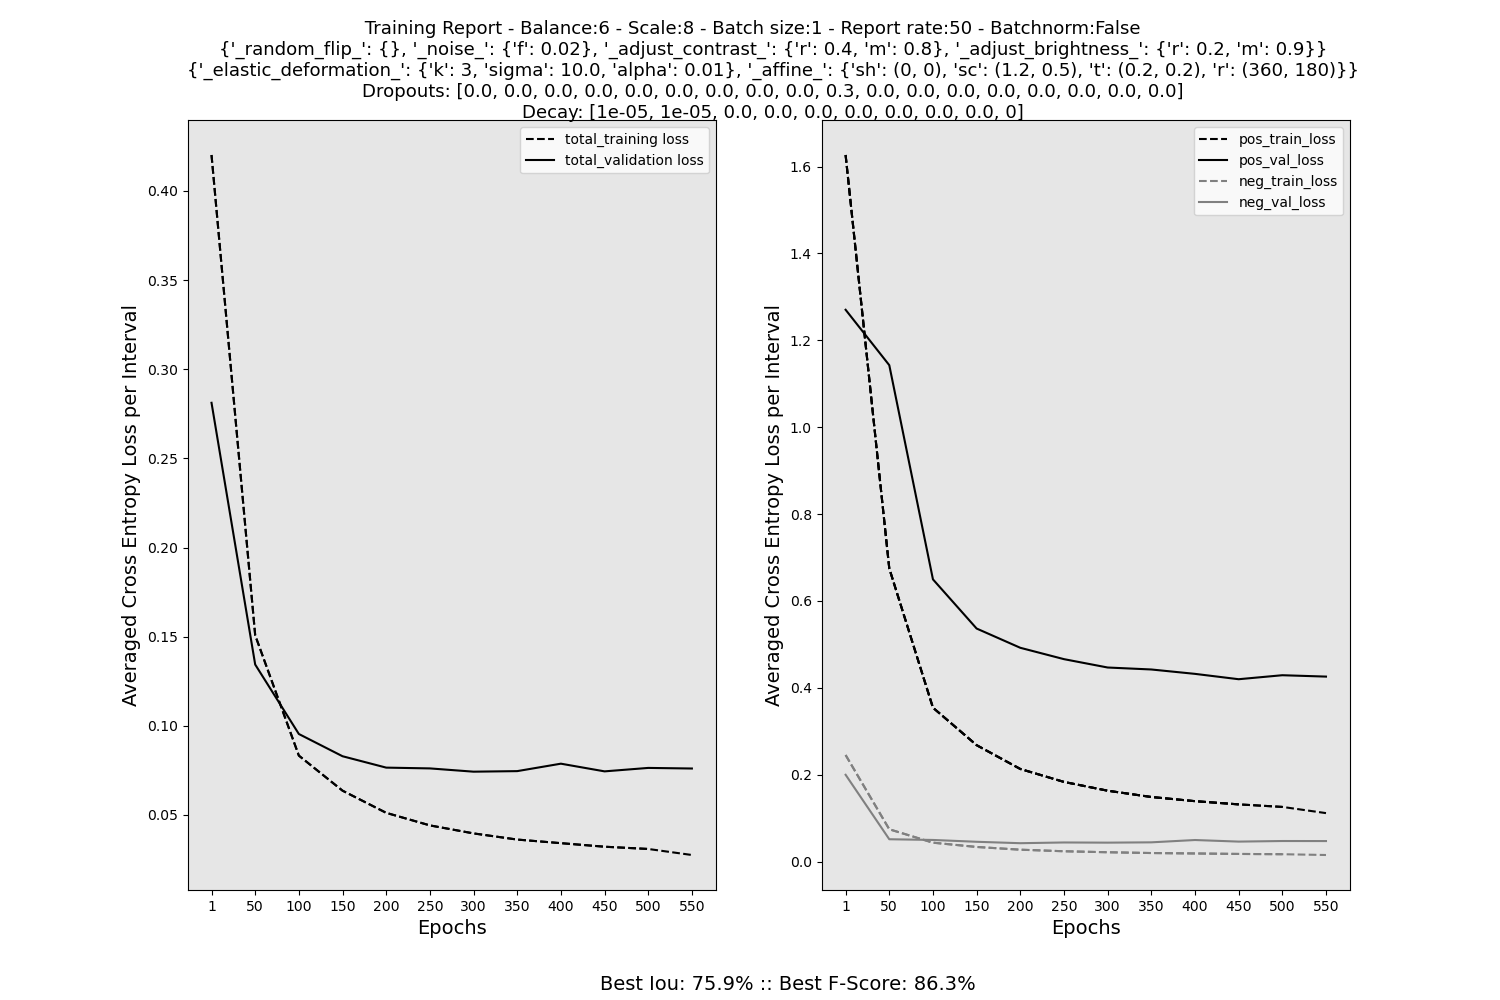 Training Report - Balance:6 - Scale:8 - Batch size:1 - Report rate:50 - Batchnorm:False
{'_random_flip_': {}, '_noise_': {'f': 0.02}, '_adjust_contrast_': {'r': 0.4, 'm': 0.8}, '_adjust_brightness_': {'r': 0.2, 'm': 0.9}}
{'_elastic_deformation_': {'k': 3, 'sigma': 10.0, 'alpha': 0.01}, '_affine_': {'sh': (0, 0), 'sc': (1.2, 0.5), 't': (0.2, 0.2), 'r': (360, 180)}}
Dropouts: [0.0, 0.0, 0.0, 0.0, 0.0, 0.0, 0.0, 0.0, 0.0, 0.3, 0.0, 0.0, 0.0, 0.0, 0.0, 0.0, 0.0, 0.0]
Decay: [1e-05, 1e-05, 0.0, 0.0, 0.0, 0.0, 0.0, 0.0, 0.0, 0]
total_training loss
total_validation loss
Averaged Cross Entropy Loss per Interval
0.40
0.35
0.30
0.25
0.20
0.15
0.10
0.05
1 50 100 150 200 250 300 350 400 450 500 550
Epochs
pos_train_loss
pos_val_loss
neg_train_loss
neg_val_loss
Averaged Cross Entropy Loss per Interval
1.6
1.4
1.2
1.0
0.8
0.6
0.4
0.2
0.0
1 50 100 150 200 250 300 350 400 450 500 550
Epochs
Best Iou: 75.9% :: Best F-Score: 86.3%